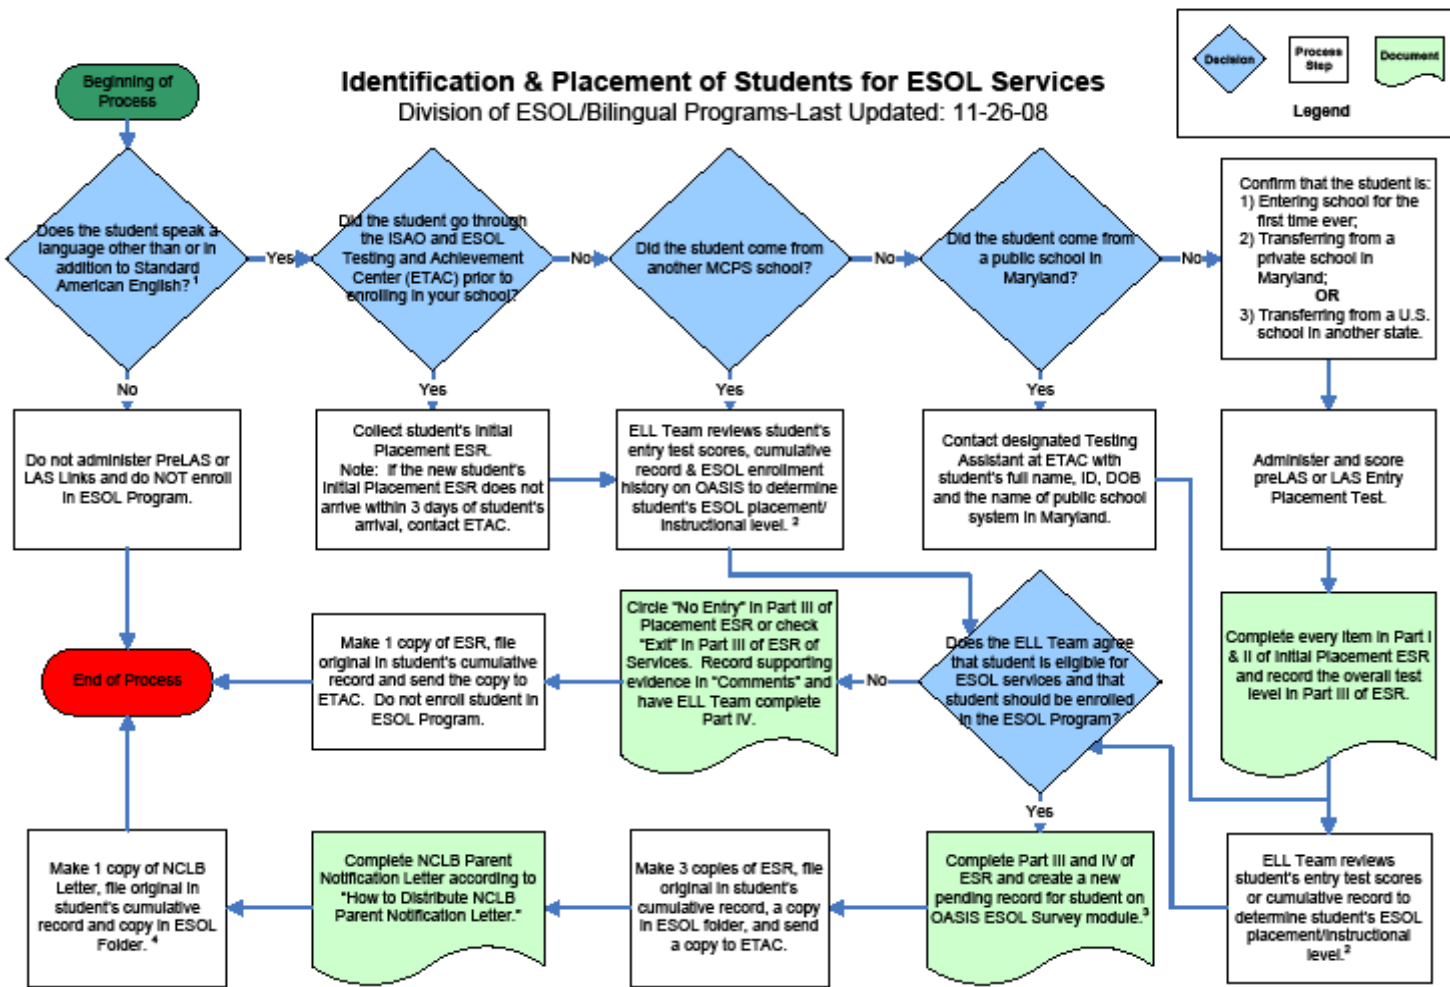 Identification & Placement of Students for ESOL Services
Division of ESOL/Bilingual Programs-Last Updated: 11-26-08
Decision
Process
Step
Document
Legend
Beginning of
Process
Does the student speak a
language other than or in
addition to Standard
American English? 1
Yes
Did the student go through
the ISAO and ESOL
Testing and Achievement
Center (ETAC) prior to
enrolling in your school?
No
Did the student come from
another MCPS school?
No
Did the student come from
a public school in
Maryland?
No
Confirm that the student is:
1) Entering school for the
first time ever;
2) Transferring from a
private school in
Maryland;
OR
3) Transferring from a U.S.
school in another state.
No
Yes
Yes
Yes
Do not administer PreLAS or
LAS Links and do NOT enroll
in ESOL Program.
Collect student's Initial
Placement ESR.
Note: If the new student's
Initial Placement ESR does not
arrive within 3 days of student's
arrival, contact ETAC.
ELL Team reviews student's
entry test scores, cumulative
record & ESOL enrollment
history on OASIS to determine
student's ESOL placement/
instructional level. 2
Contact designated Testing
Assistant at ETAC with
student's full name, ID, DOB
and the name of public school
system in Maryland.
Administer and score
preLAS or LAS Entry
Placement Test.
End of Process
Make 1 copy of ESR, file
original in student's cumulative
record and send the copy to
ETAC. Do not enroll student in
ESOL Program.
Circle "No Entry" in Part III of
Placement ESR or check
"Exit" in Part III of ESR of
Services. Record supporting
evidence in "Comments" and
have ELL Team complete
Part IV.
No
Does the ELL Team agree
that student is eligible for
ESOL services and that
student should be enrolled
in the ESOL Program?
Complete every item in Part I
& II of Initial Placement ESR
and record the overall test
level in Part III of ESR.
Yes
Make 1 copy of NCLB
Letter, file original in
student's cumulative
record and copy in ESOL
Folder. 4
Complete NCLB Parent
Notification Letter according to
"How to Distribute NCLB
Parent Notification Letter."
Make 3 copies of ESR, file
original in student's
cumulative record, a copy
in ESOL folder, and send
a copy to ETAC.
Complete Part III and IV of
ESR and create a new
pending record for student on
OASIS ESOL Survey module.3
ELL Team reviews
student's entry test scores
or cumulative record to
determine student's ESOL
placement/instructional
level.2